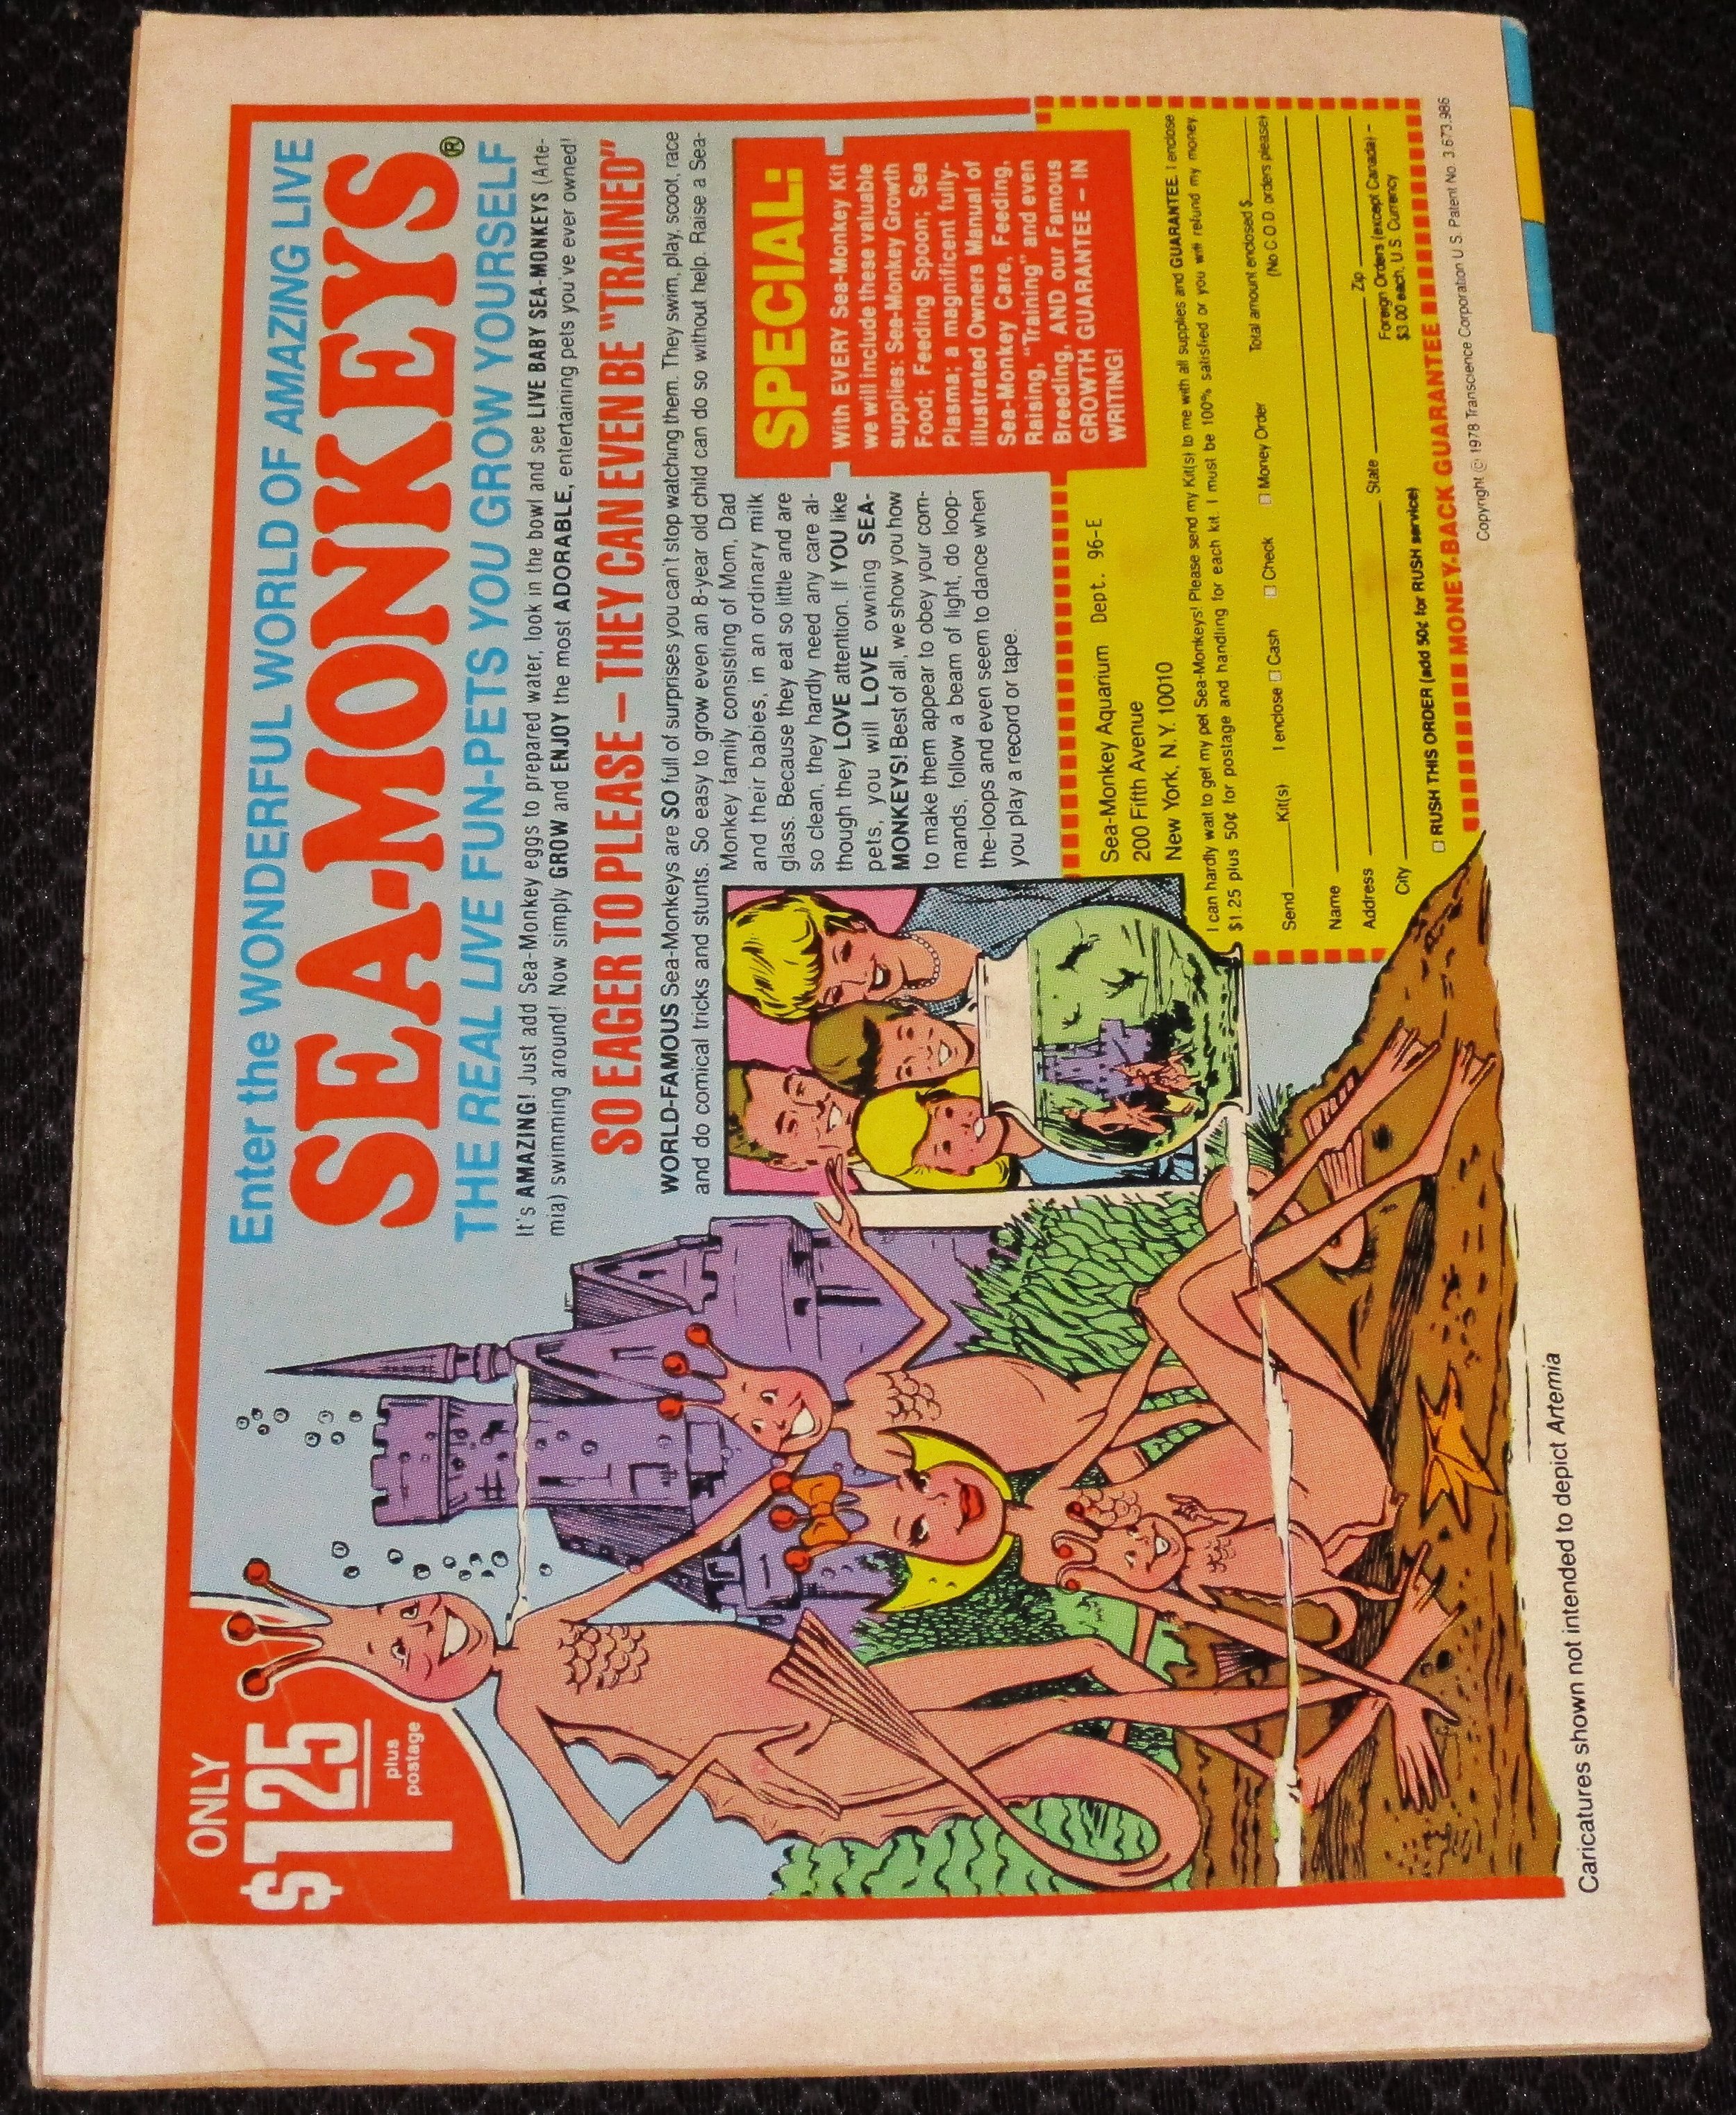 ONLY
$1.25
plus
postage
Enter the WONDERFUL WORLD OF AMAZING LIVE
SEA-MONKEYS®
THE REAL LIVE FUN-PETS YOU GROW YOURSELF
It's AMAZING! Just add Sea-Monkey eggs to prepared water, look in the bowl and see LIVE BABY SEA-MONKEYS (Arte-
mia) swimming around! Now simply GROW and ENJOY the most ADORABLE, entertaining pets you've ever owned!
SO EAGER TO PLEASE – THEY CAN EVEN BE "TRAINED"
WORLD-FAMOUS Sea-Monkeys are SO full of surprises you can't stop watching them. They swim, play, scoot, race
and do comical tricks and stunts. So easy to grow even an 8-year old child can do so without help. Raise a Sea-
Monkey family consisting of Mom, Dad
and their babies, in an ordinary milk
glass. Because they eat so little and are
so clean, they hardly need any care al-
though they LOVE attention. If YOU like
pets, you will LOVE owning SEA-
MONKEYS! Best of all, we show you how
to make them appear to obey your com-
mands, follow a beam of light, do loop-
the-loops and even seem to dance when
you play a record or tape.
SPECIAL:
With EVERY Sea-Monkey Kit
we will include these valuable
supplies: Sea-Monkey Growth
Food; Feeding Spoon; Sea
Plasma; a magnificent fully-
illustrated Owners Manual of
Sea-Monkey Care, Feeding,
Raising, "Training" and even
Breeding, AND our Famous
GROWTH GUARANTEE – IN
WRITING!
Sea-Monkey Aquarium Dept. 96-E
200 Fifth Avenue
New York, N.Y. 10010
I can hardly wait to get my pet Sea-Monkeys! Please send my Kit(s) to me with all supplies and GUARANTEE. I enclose
$1.25 plus 50¢ for postage and handling for each kit. I must be 100% satisfied or you will refund my money.
Send ____ Kit(s) I enclose □ Cash □ Check □ Money Order Total amount enclosed $____
(No C.O.D. orders please)
Name
Address
City ____ State ____ Zip ____
Foreign Orders (except Canada) –
$3.00 each, U.S. Currency
□ RUSH THIS ORDER (add 50¢ for RUSH service)
MONEY-BACK GUARANTEE
Copyright © 1978 Transcience Corporation U.S. Patent No. 3,673,986
Caricatures shown not intended to depict Artemia